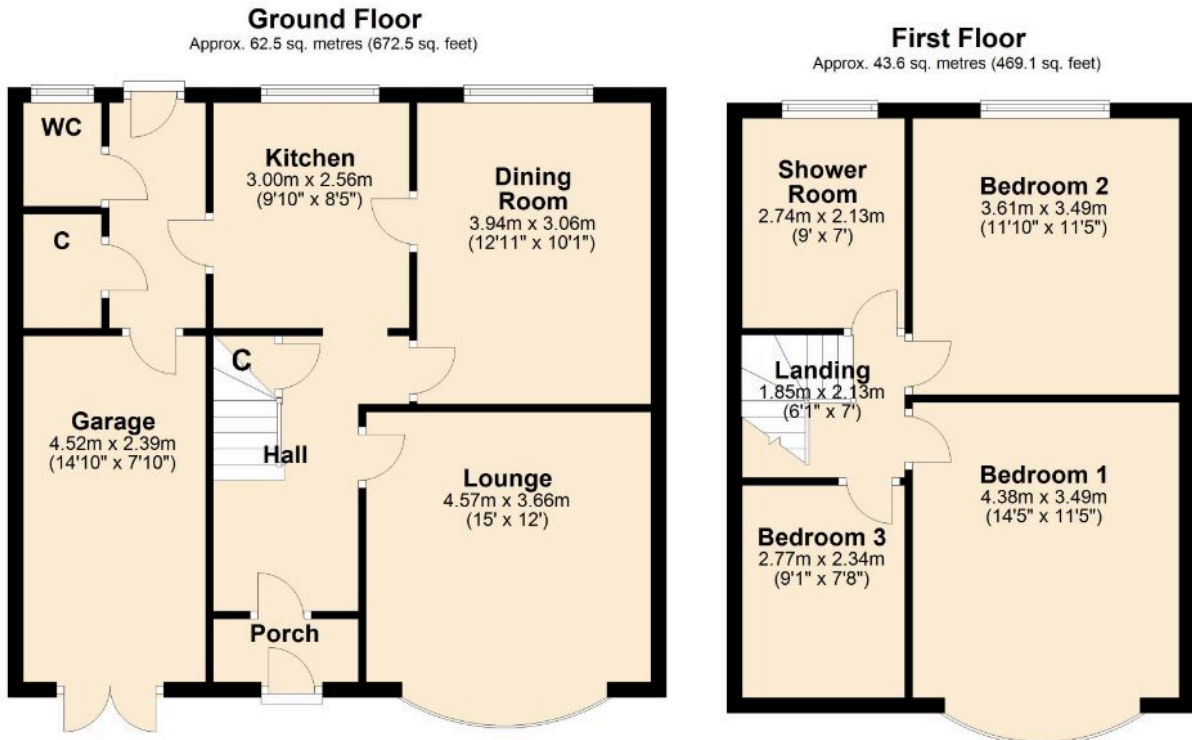 Ground Floor
Approx. 62.5 sq. metres (672.5 sq. feet)
WC
Kitchen
3.00m x 2.56m
(9'10" x 8'5")
Dining
Room
3.94m x 3.06m
(12'11" x 10'1")
C
C
Garage
4.52m x 2.39m
(14'10" x 7'10")
Hall
Lounge
4.57m x 3.66m
(15' x 12')
Porch
First Floor
Approx. 43.6 sq. metres (469.1 sq. feet)
Shower
Room
2.74m x 2.13m
(9' x 7')
Bedroom 2
3.61m x 3.49m
(11'10" x 11'5")
Landing
1.85m x 2.13m
(6'1" x 7')
Bedroom 1
4.38m x 3.49m
(14'5" x 11'5")
Bedroom 3
2.77m x 2.34m
(9'1" x 7'8")